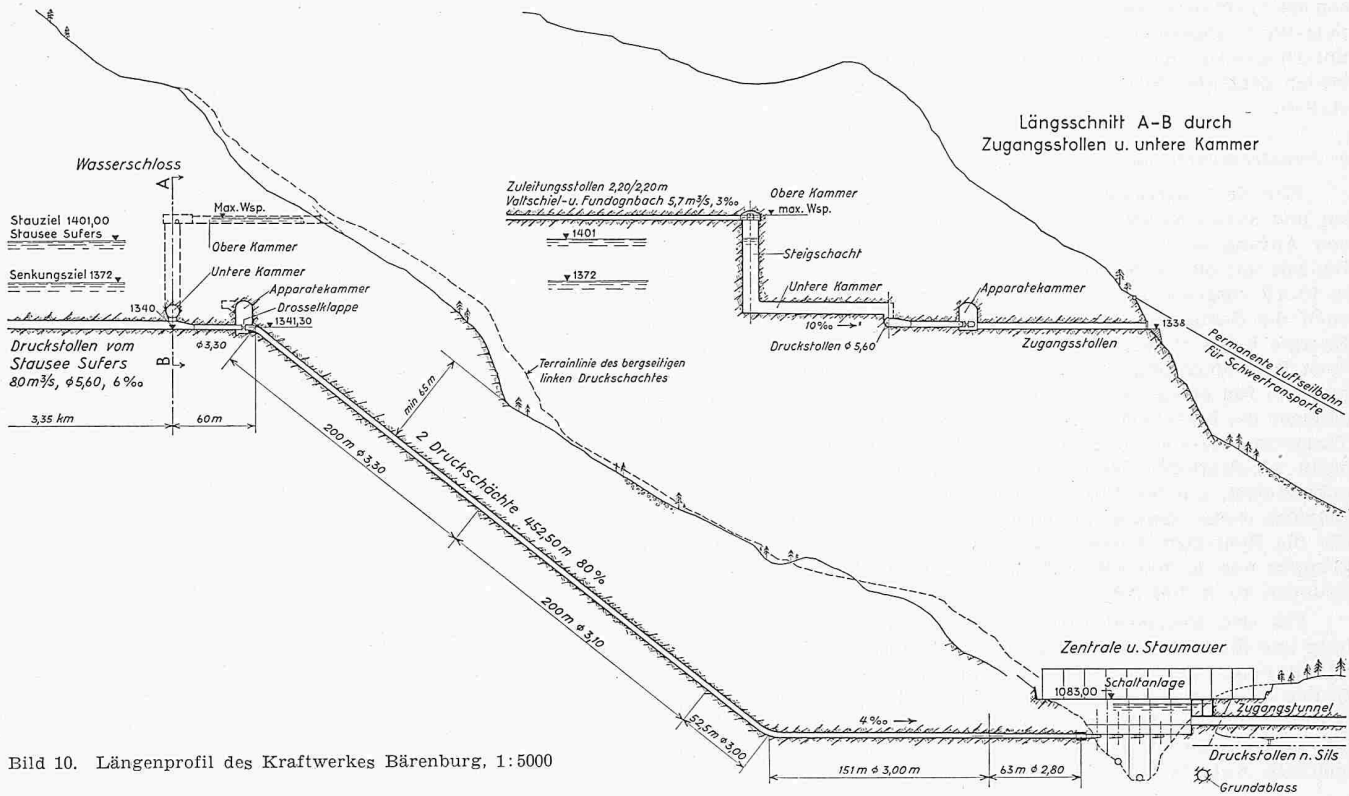 Längsschnitt A-B durch
Zugangsstollen u. untere Kammer
Wasserschloss
A
Max. Wsp.
Stauziel 1401,00
Stausee Sufers
Obere Kammer
Senkungsziel 1372
Untere Kammer
Apparatekammer
Drosselklappe
1340
1341,30
Druckstollen vom
Stausee Sufers
80 m³/s, ϕ5,60, 6‰
ϕ3,30
B
3,35 km
60 m
Zuleitungsstollen 2,20/2,20m
Valtschiel-u. Fundognbach 5,7 m³/s, 3‰
Obere Kammer
max. Wsp.
1401
Steigschacht
1372
Untere Kammer
Apparatekammer
10‰
Druckstollen ϕ 5,60
Zugangsstollen
1338
Permanente Luftseilbahn
für Schwertransporte
Terrainlinie des bergseitigen
linken Druckschachtes
min 65 m
200 m ϕ 3,30
2 Druckschächte 452,50 m 80%
200 m ϕ 3,10
52,5 m ϕ 3,00
4‰
151 m ϕ 3,00 m
63 m ϕ 2,80
Zentrale u. Staumauer
Schaltanlage
1083,00
Zugangstunnel
Druckstollen n. Sils
Grundablass
Bild 10. Längenprofil des Kraftwerkes Bärenburg, 1:5000